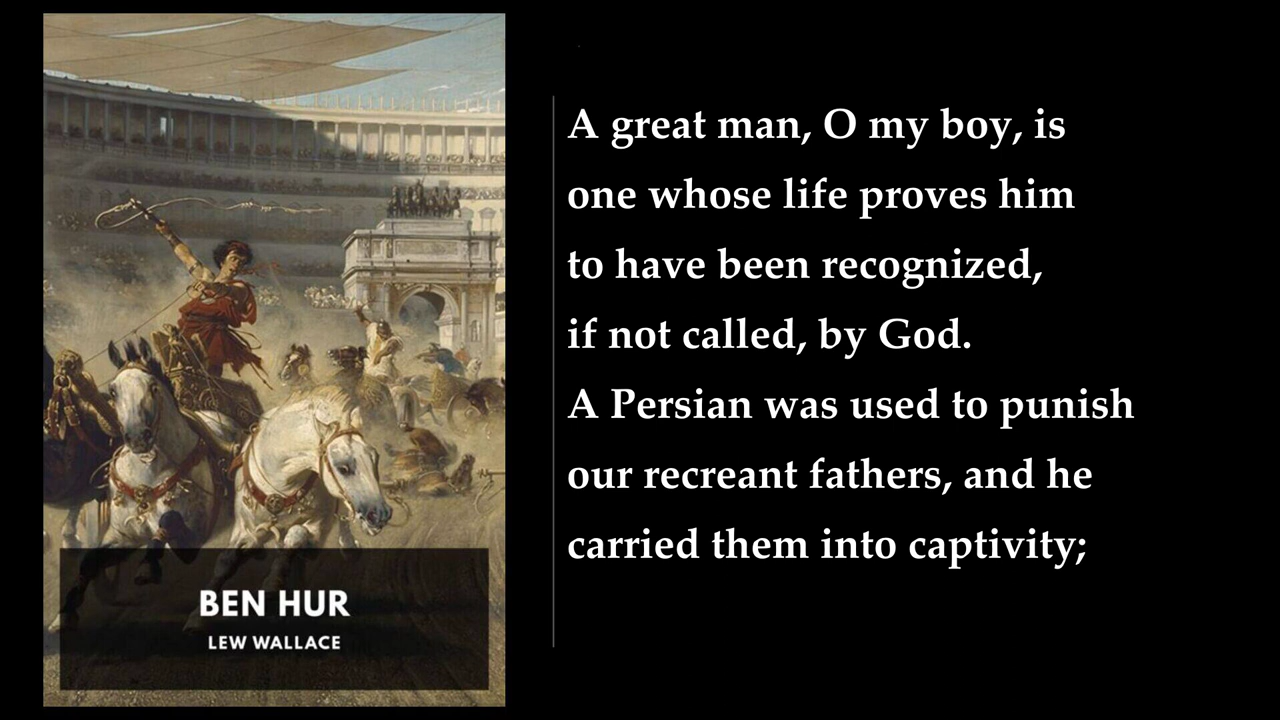 BEN HUR
LEW WALLACE
A great man, O my boy, is
one whose life proves him
to have been recognized,
if not called, by God.
A Persian was used to punish
our recreant fathers, and he
carried them into captivity;